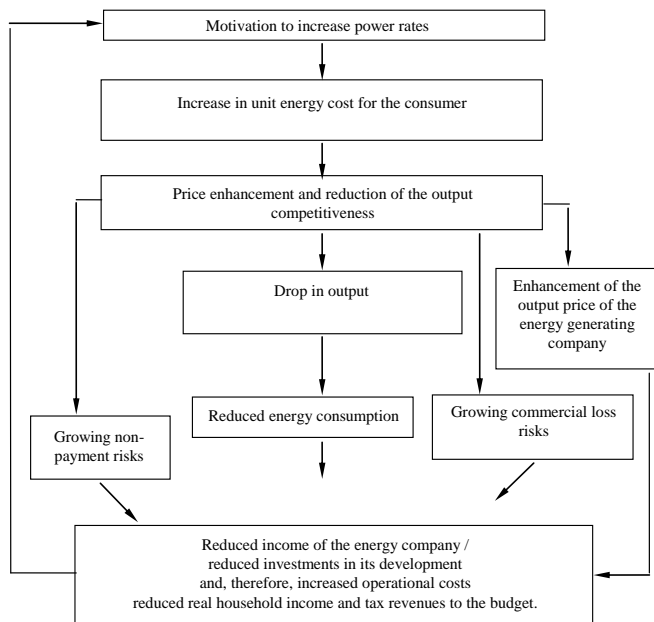 Motivation to increase power rates
Increase in unit energy cost for the consumer
Price enhancement and reduction of the output
competitiveness
Drop in output
Enhancement of the
output price of the
energy generating
company
Reduced energy consumption
Growing commercial loss
risks
Growing non-
payment risks
Reduced income of the energy company /
reduced investments in its development
and, therefore, increased operational costs
reduced real household income and tax revenues to the budget.